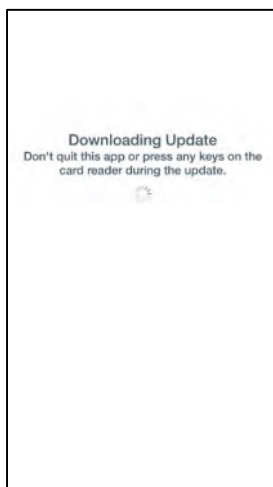 Downloading Update
Don't quit this app or press any keys on the
card reader during the update.